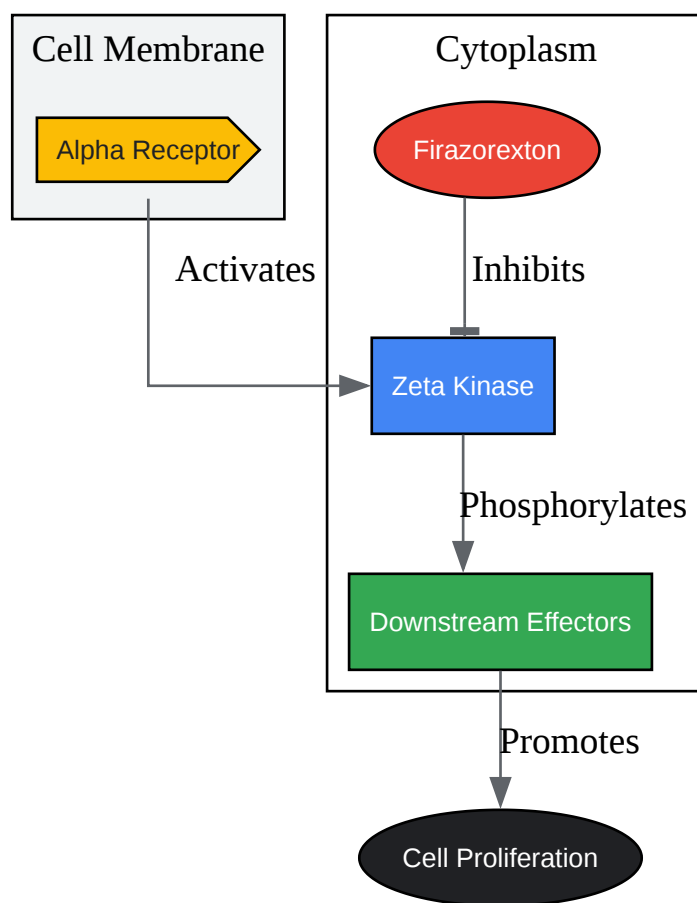 Cell Membrane
Cytoplasm
Alpha Receptor
Firazorexton
Activates
Inhibits
Zeta Kinase
Phosphorylates
Downstream Effectors
Promotes
Cell Proliferation